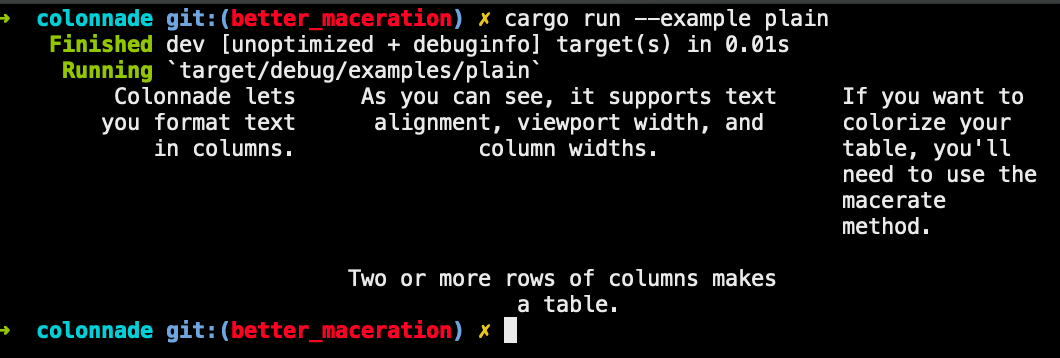 ➜  colonnade git:(better_maceration) ✗ cargo run --example plain
    Finished dev [unoptimized + debuginfo] target(s) in 0.01s
     Running `target/debug/examples/plain`
         Colonnade lets     As you can see, it supports text     If you want to
        you format text      alignment, viewport width, and      colorize your
            in columns.              column widths.              table, you'll
                                                                 need to use the
                                                                 macerate
                                                                 method.

                           Two or more rows of columns makes
                                        a table.
➜  colonnade git:(better_maceration) ✗